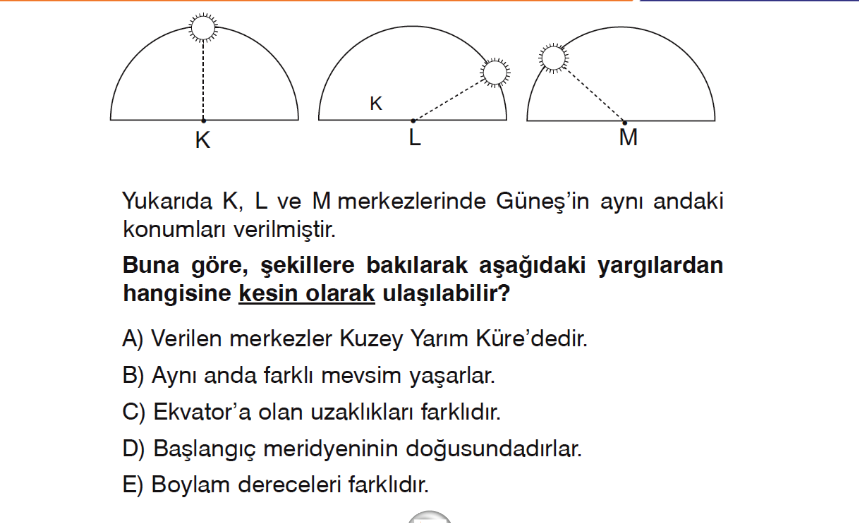 K
K
L
M
Yukarıda K, L ve M merkezlerinde Güneş'in aynı andaki
konumları verilmiştir.
Buna göre, şekillere bakılarak aşağıdaki yargılardan
hangisine kesin olarak ulaşılabilir?
A) Verilen merkezler Kuzey Yarım Küre'dedir.
B) Aynı anda farklı mevsim yaşarlar.
C) Ekvator'a olan uzaklıkları farklıdır.
D) Başlangıç meridyeninin doğusundadırlar.
E) Boylam dereceleri farklıdır.